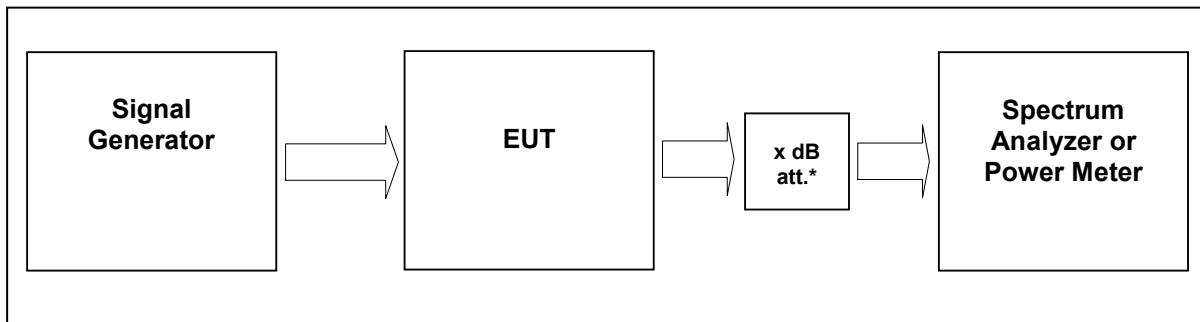 Signal
Generator
EUT
x dB
att.*
Spectrum
Analyzer or
Power Meter